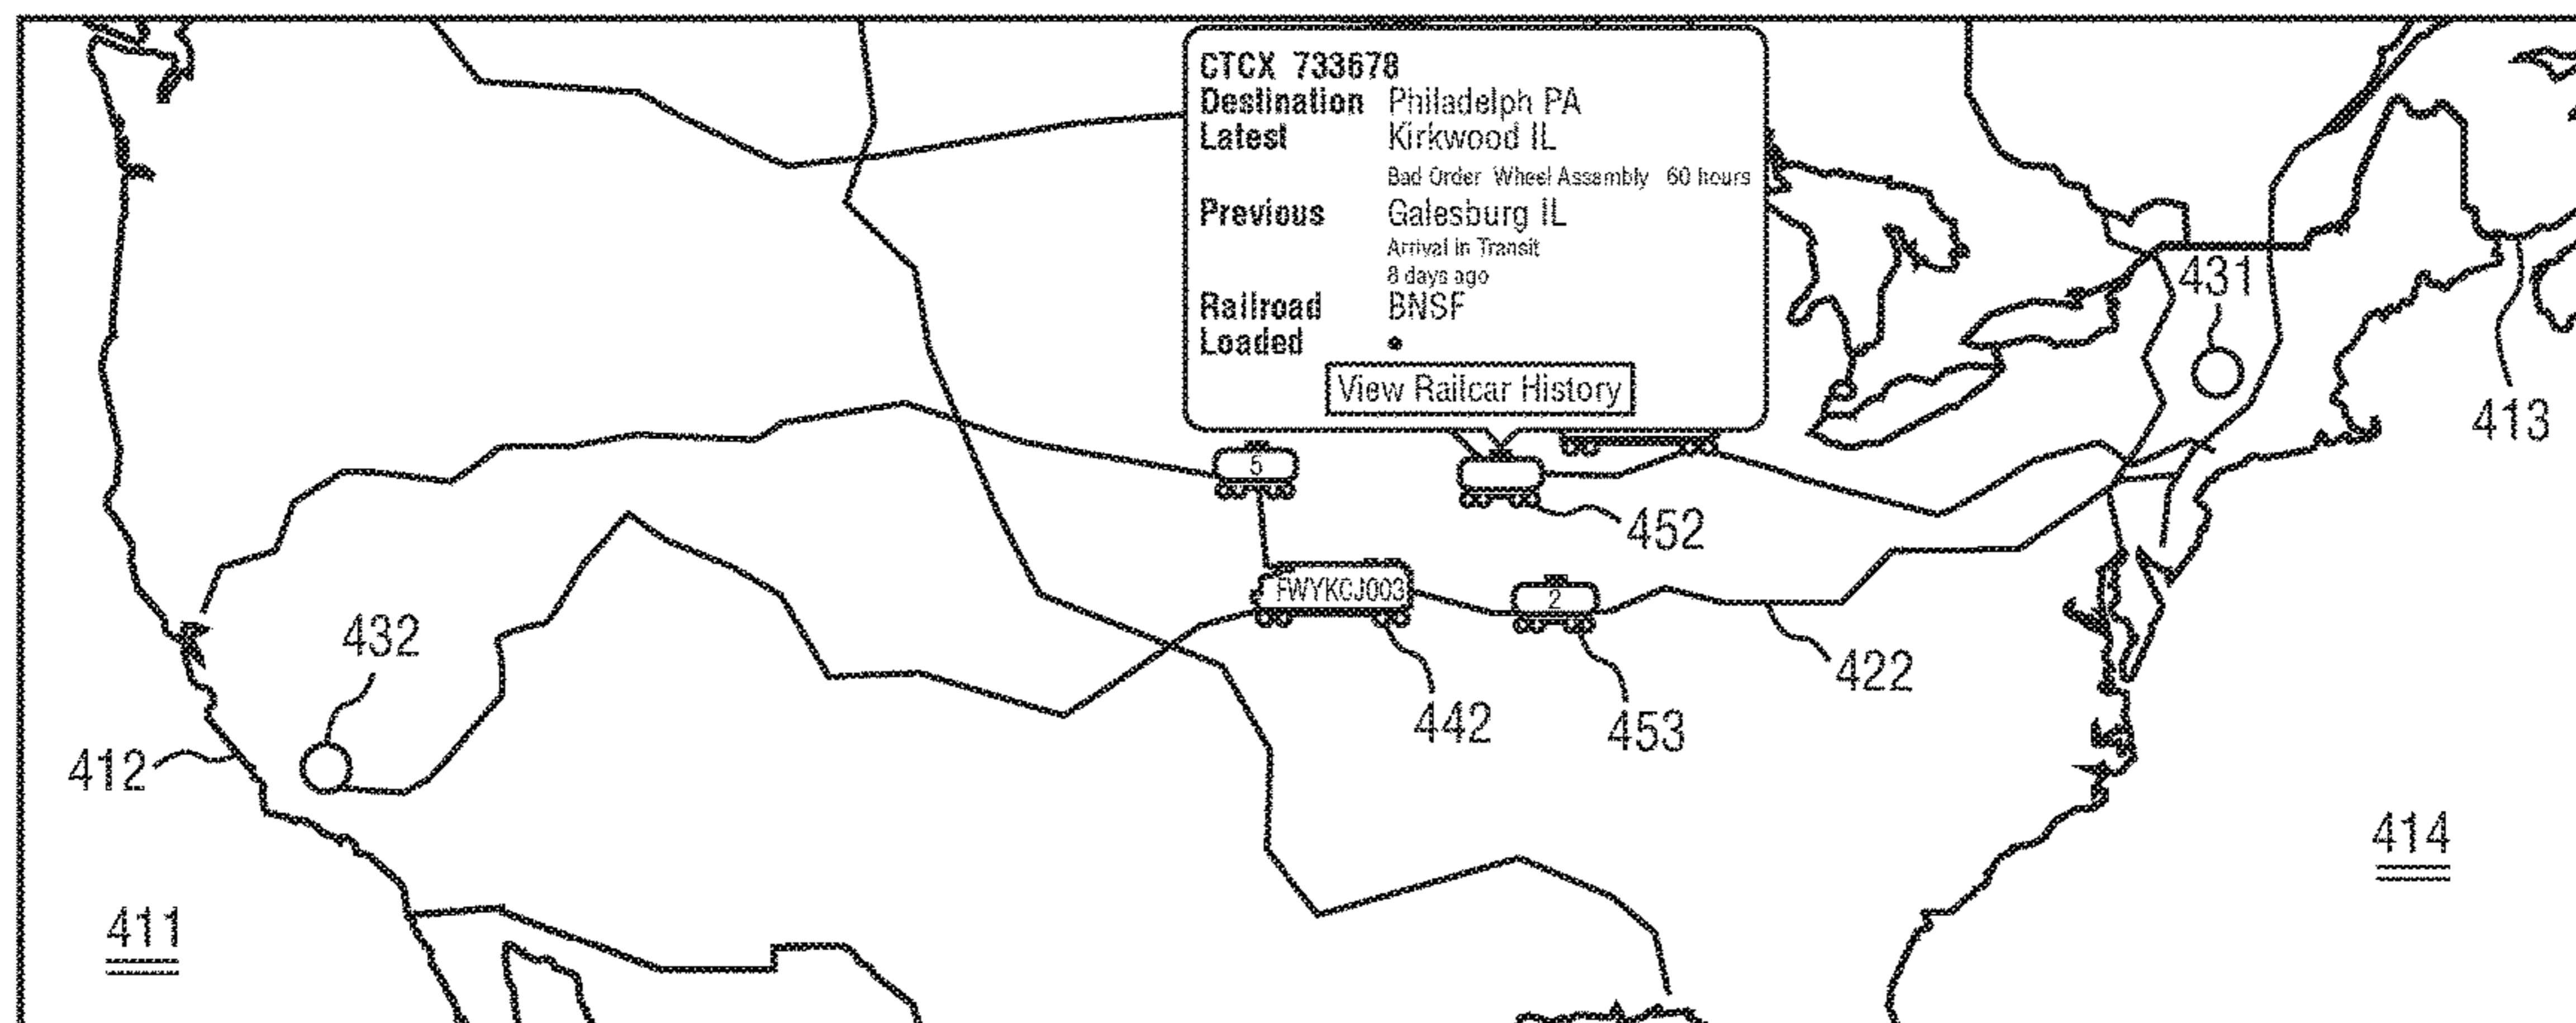 CTCX 733678
Destination Philadelph PA
Latest Kirkwood IL
Bad Order Wheel Assembly 60 hours
Previous Galesburg IL
Arrival in Transit
8 days ago
Railroad BNSF
Loaded •
View Railcar History
431
413
5
452
FWYKCJ003
2
432
422
442
453
412
414
411